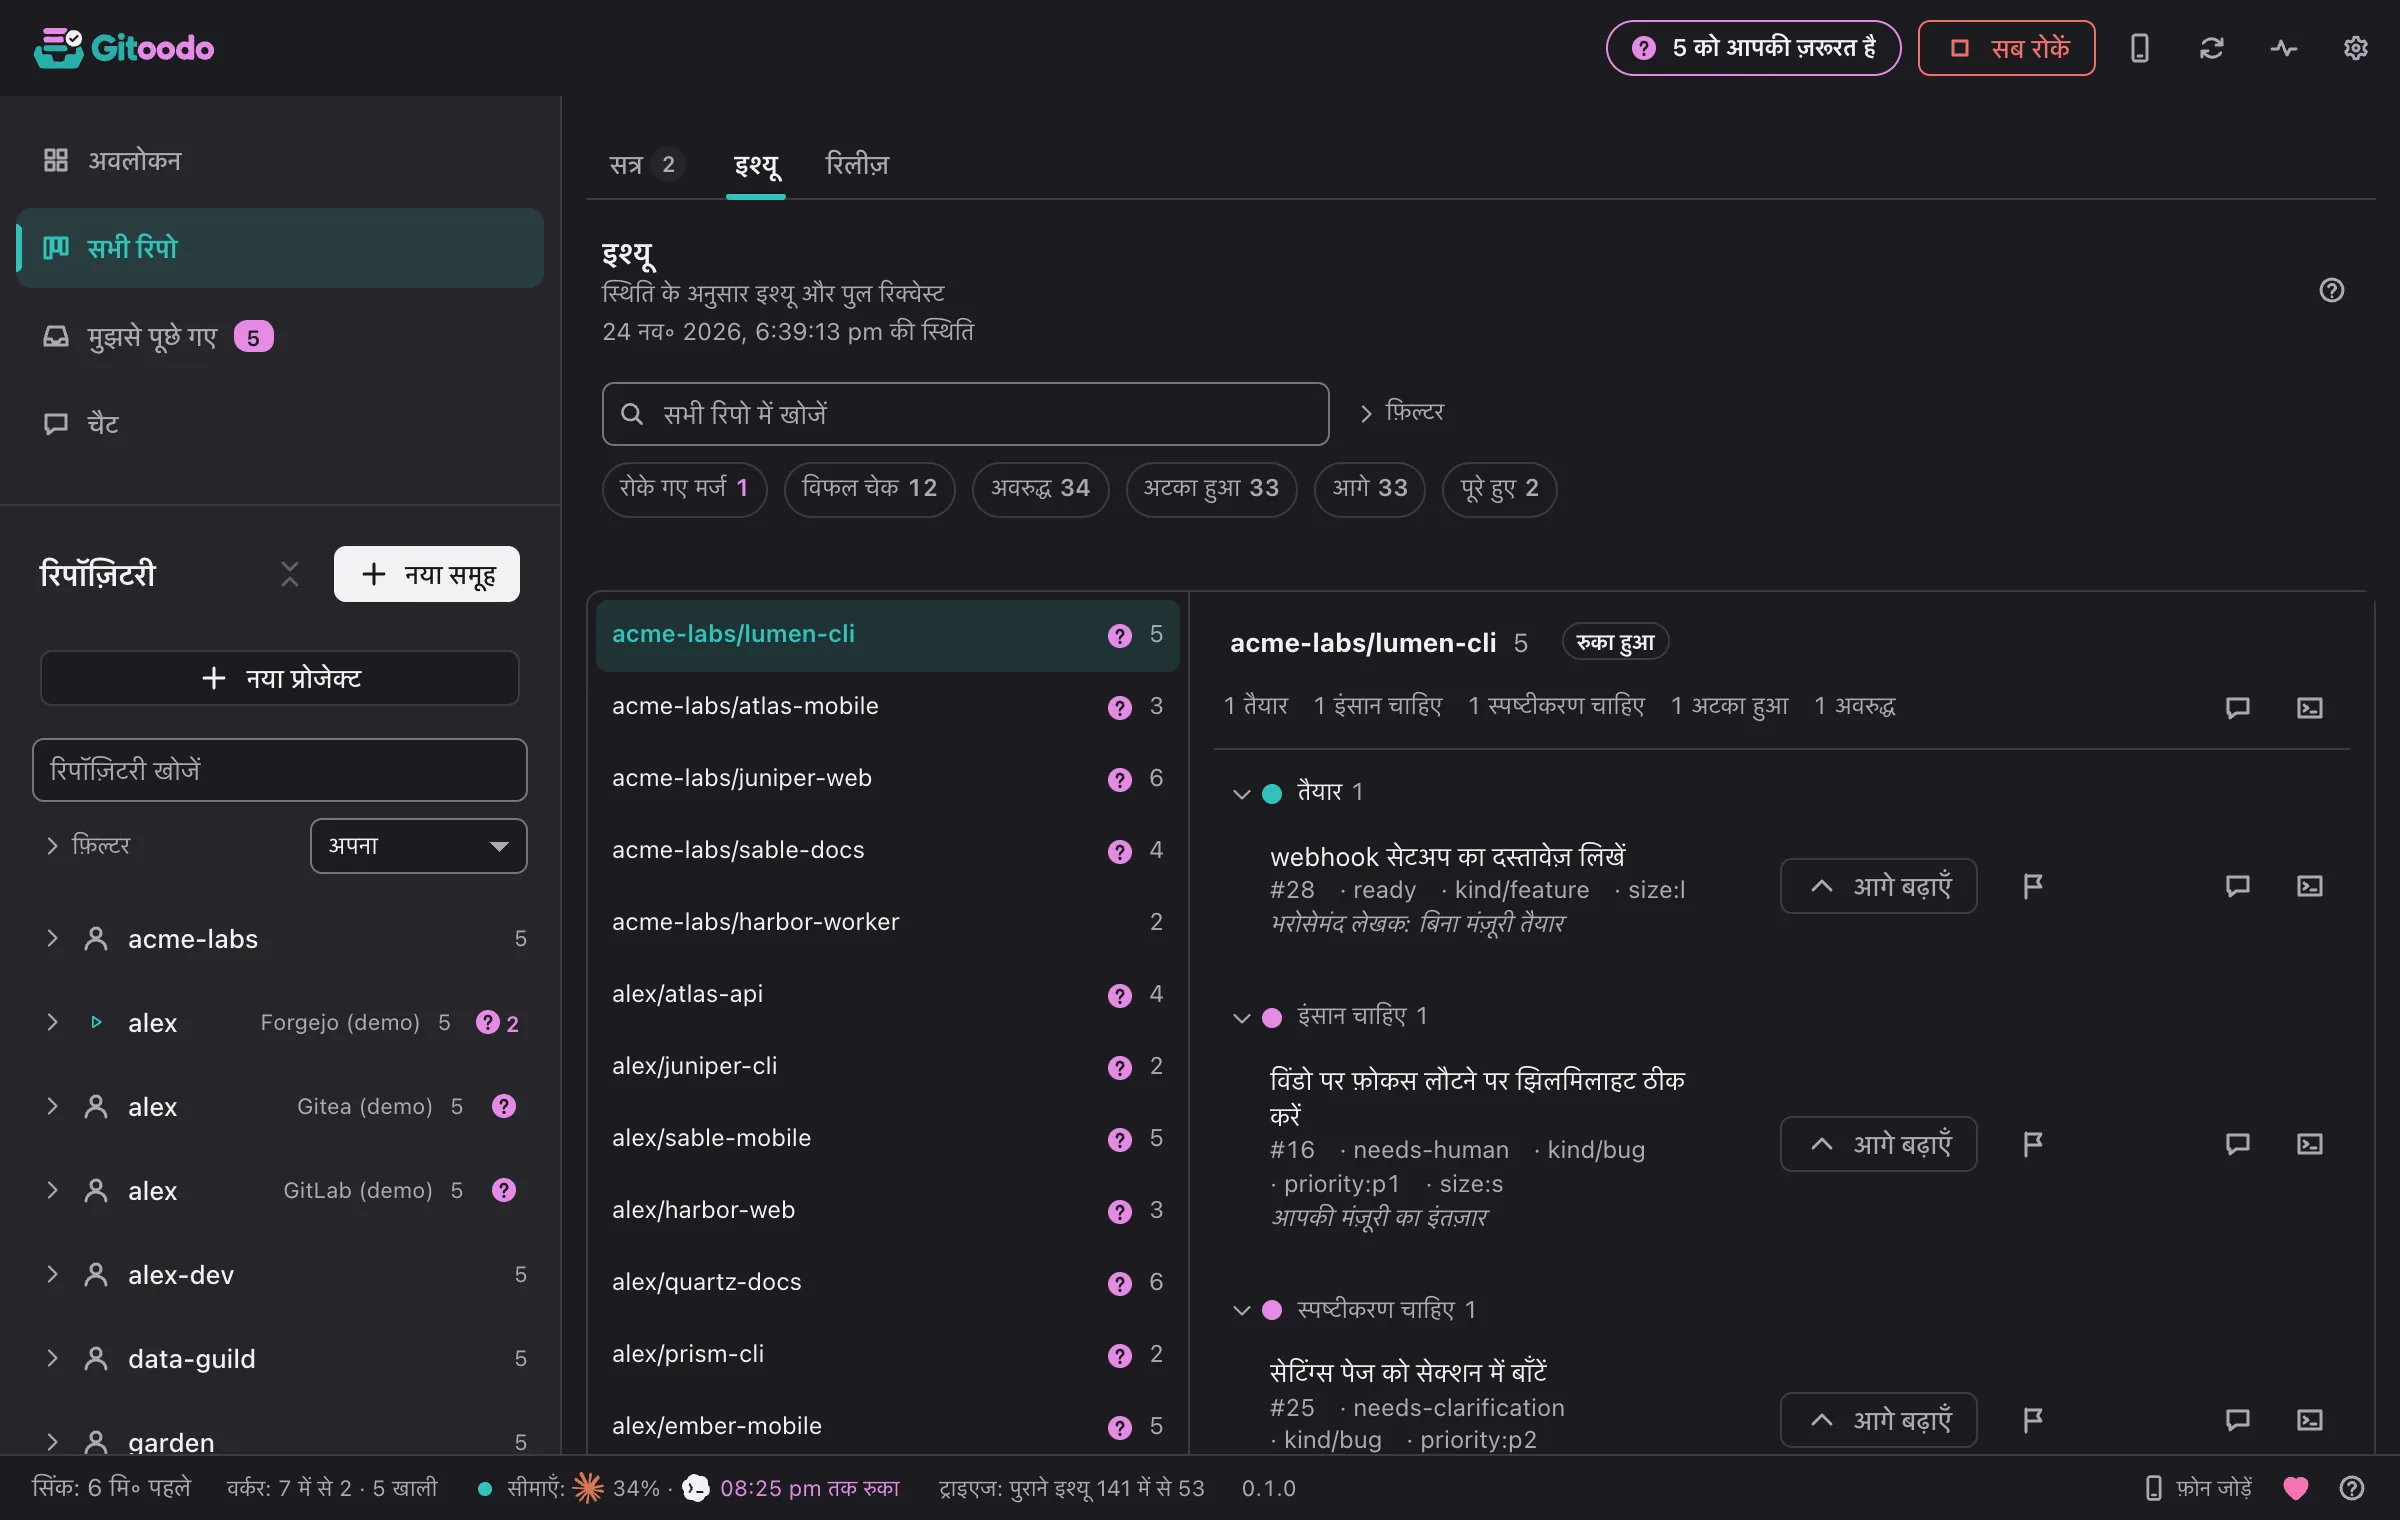 Gitoodo
5 को आपकी ज़रूरत है
सब रोकें
अवलोकन
सभी रिपो
मुझसे पूछे गए 5
चैट
रिपॉज़िटरी
नया समूह
नया प्रोजेक्ट
रिपॉज़िटरी खोजें
फ़िल्टर
अपना
acme-labs 5
alex Forgejo (demo) 5 2
alex Gitea (demo) 5
alex GitLab (demo) 5
alex-dev 5
data-guild 5
garden 5
सत्र 2
इश्यू
रिलीज़
इश्यू
स्थिति के अनुसार इश्यू और पुल रिक्वेस्ट
24 नव॰ 2026, 6:39:13 pm की स्थिति
सभी रिपो में खोजें
फ़िल्टर
रोके गए मर्ज 1
विफल चेक 12
अवरुद्ध 34
अटका हुआ 33
आगे 33
पूरे हुए 2
acme-labs/lumen-cli 5
acme-labs/atlas-mobile 3
acme-labs/juniper-web 6
acme-labs/sable-docs 4
acme-labs/harbor-worker 2
alex/atlas-api 4
alex/juniper-cli 2
alex/sable-mobile 5
alex/harbor-web 3
alex/quartz-docs 6
alex/prism-cli 2
alex/ember-mobile 5
acme-labs/lumen-cli 5 रुका हुआ
1 तैयार 1 इंसान चाहिए 1 स्पष्टीकरण चाहिए 1 अटका हुआ 1 अवरुद्ध
तैयार 1
webhook सेटअप का दस्तावेज़ लिखें
#28 · ready · kind/feature · size:l
भरोसेमंद लेखक: बिना मंज़ूरी तैयार
आगे बढ़ाएँ
इंसान चाहिए 1
विंडो पर फ़ोकस लौटने पर झिलमिलाहट ठीक
करें
#16 · needs-human · kind/bug
· priority:p1 · size:s
आपकी मंज़ूरी का इंतज़ार
आगे बढ़ाएँ
स्पष्टीकरण चाहिए 1
सेटिंग्स पेज को सेक्शन में बाँटें
#25 · needs-clarification
· kind/bug · priority:p2
आगे बढ़ाएँ
सिंक: 6 मि॰ पहले
वर्कर: 7 में से 2 · 5 खाली
सीमाएँ: 34% · 08:25 pm तक रुका
ट्राइएज: पुराने इश्यू 141 में से 53
0.1.0
फ़ोन जोड़ें